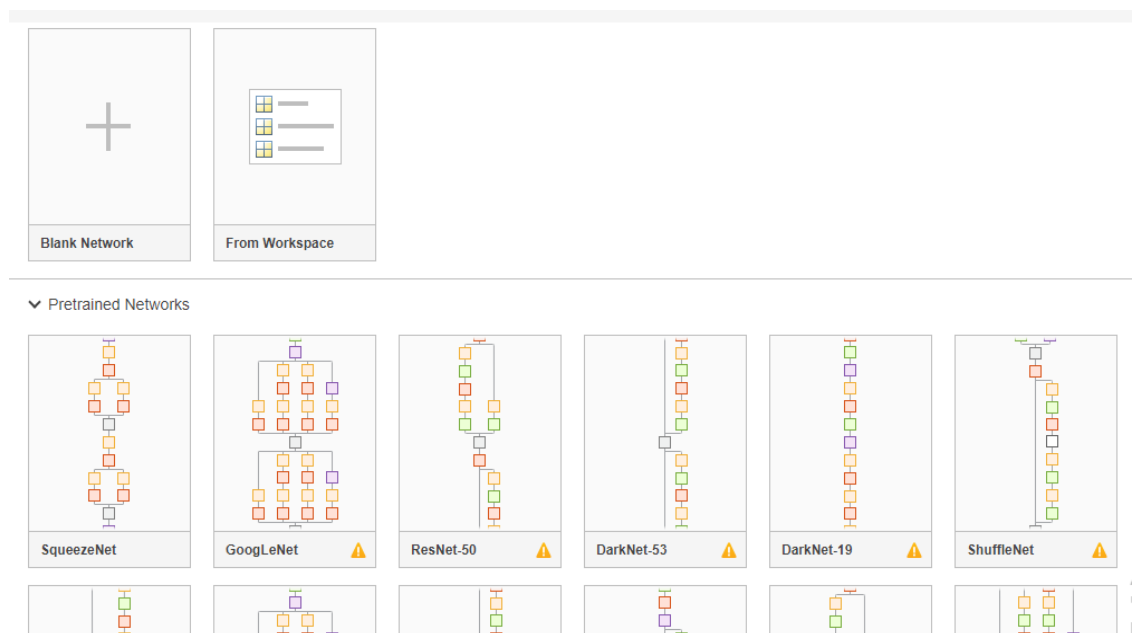 Blank Network
From Workspace
Pretrained Networks
SqueezeNet
GoogLeNet
ResNet-50
DarkNet-53
DarkNet-19
ShuffleNet